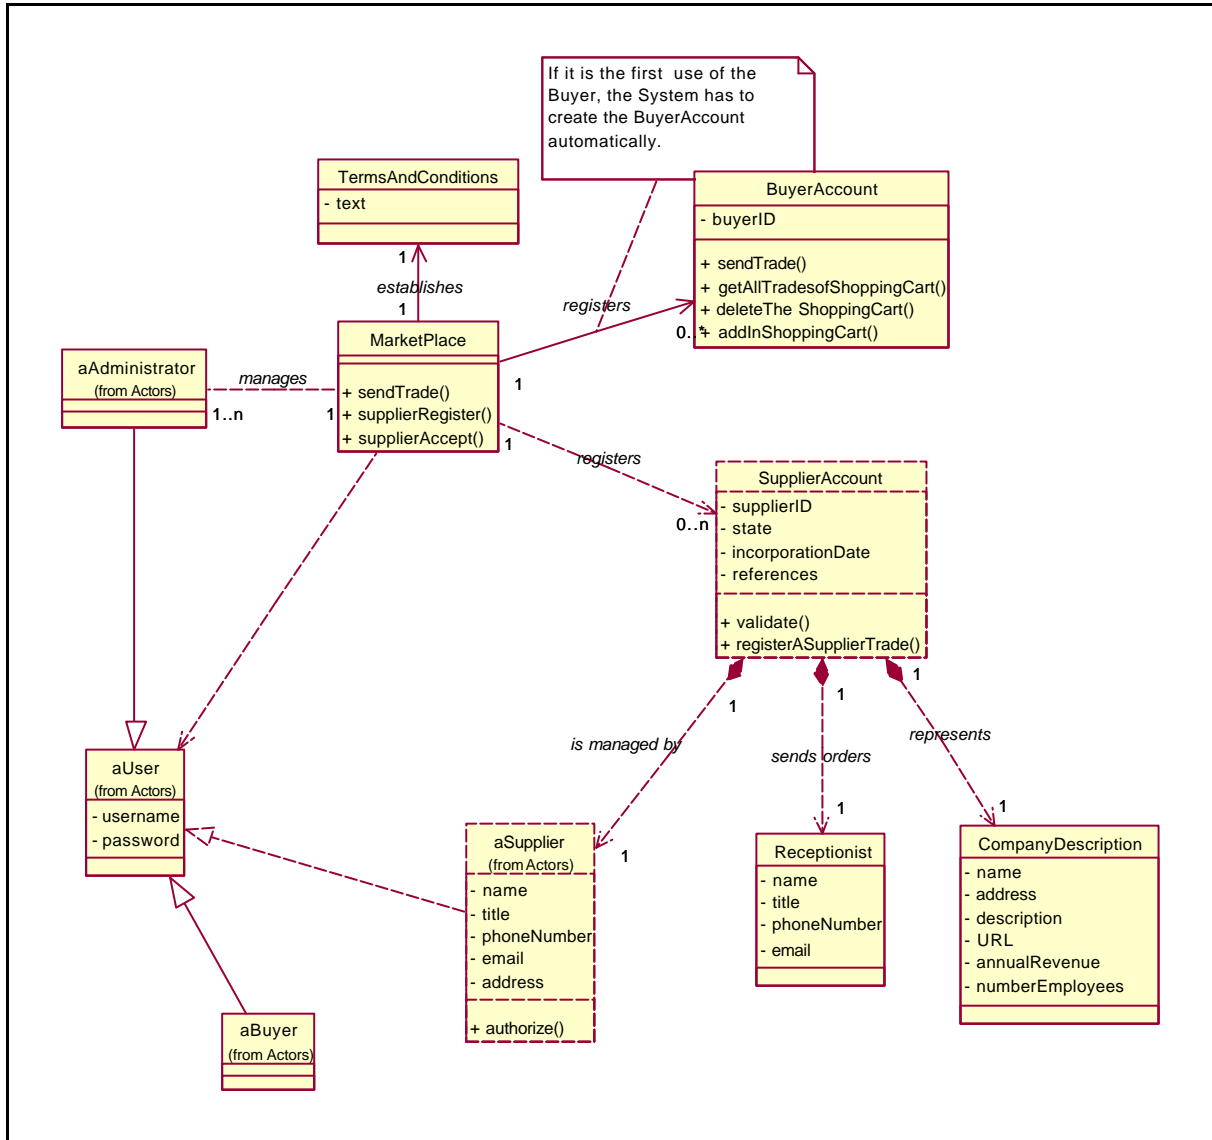 If it is the first use of the
Buyer, the System has to
create the BuyerAccount
automatically.
TermsAndConditions
- text
BuyerAccount
- buyerID
+ sendTrade()
+ getAllTradesofShoppingCart()
+ deleteThe ShoppingCart()
+ addInShoppingCart()
1
establishes
1
registers
0..*
1
MarketPlace
+ sendTrade()
+ supplierRegister()
+ supplierAccept()
aAdministrator
(from Actors)
manages
1..n
1
1
registers
0..n
SupplierAccount
- supplierID
- state
- incorporationDate
- references
+ validate()
+ registerASupplierTrade()
1
1
1
is managed by
sends orders
represents
1
1
1
aUser
(from Actors)
- username
- password
aSupplier
(from Actors)
- name
- title
- phoneNumber
- email
- address
+ authorize()
Receptionist
- name
- title
- phoneNumber
- email
CompanyDescription
- name
- address
- description
- URL
- annualRevenue
- numberEmployees
aBuyer
(from Actors)